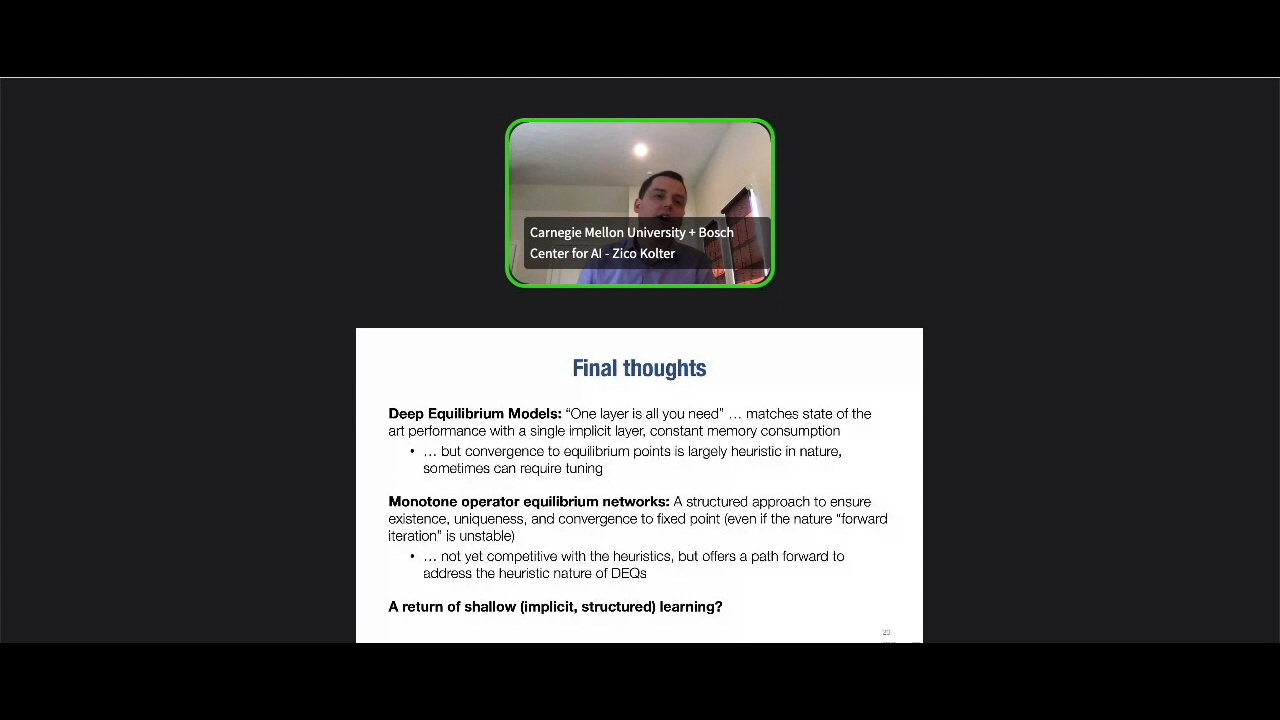 Carnegie Mellon University + Bosch
Center for AI - Zico Kolter
Final thoughts
Deep Equilibrium Models: “One layer is all you need” … matches state of the
art performance with a single implicit layer, constant memory consumption
• … but convergence to equilibrium points is largely heuristic in nature,
sometimes can require tuning
Monotone operator equilibrium networks: A structured approach to ensure
existence, uniqueness, and convergence to fixed point (even if the nature “forward
iteration” is unstable)
• … not yet competitive with the heuristics, but offers a path forward to
address the heuristic nature of DEQs
A return of shallow (implicit, structured) learning?
20